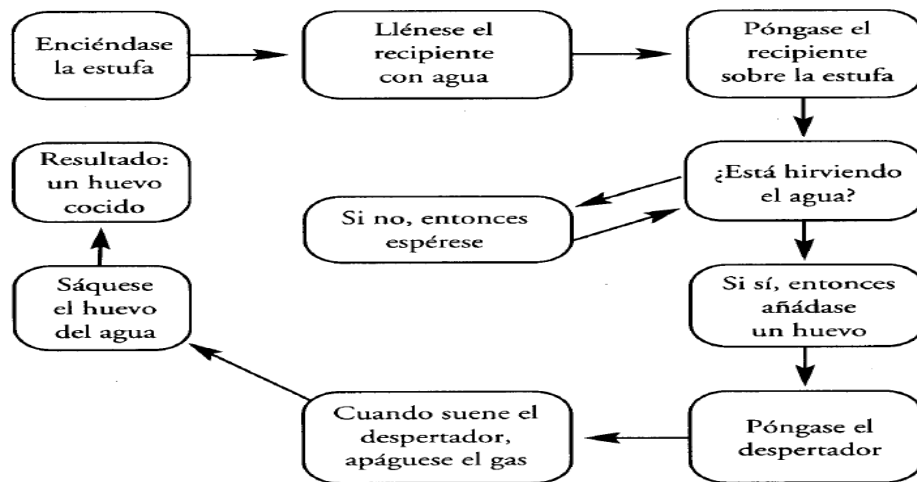 Enciéndase
la estufa
Llénese el
recipiente
con agua
Póngase el
recipiente
sobre la estufa
¿Está hirviendo
el agua?
Si no, entonces
espérese
Si sí, entonces
añádase
un huevo
Póngase el
despertador
Cuando suene el
despertador,
apáguese el gas
Sáquese
el huevo
del agua
Resultado:
un huevo
cocido